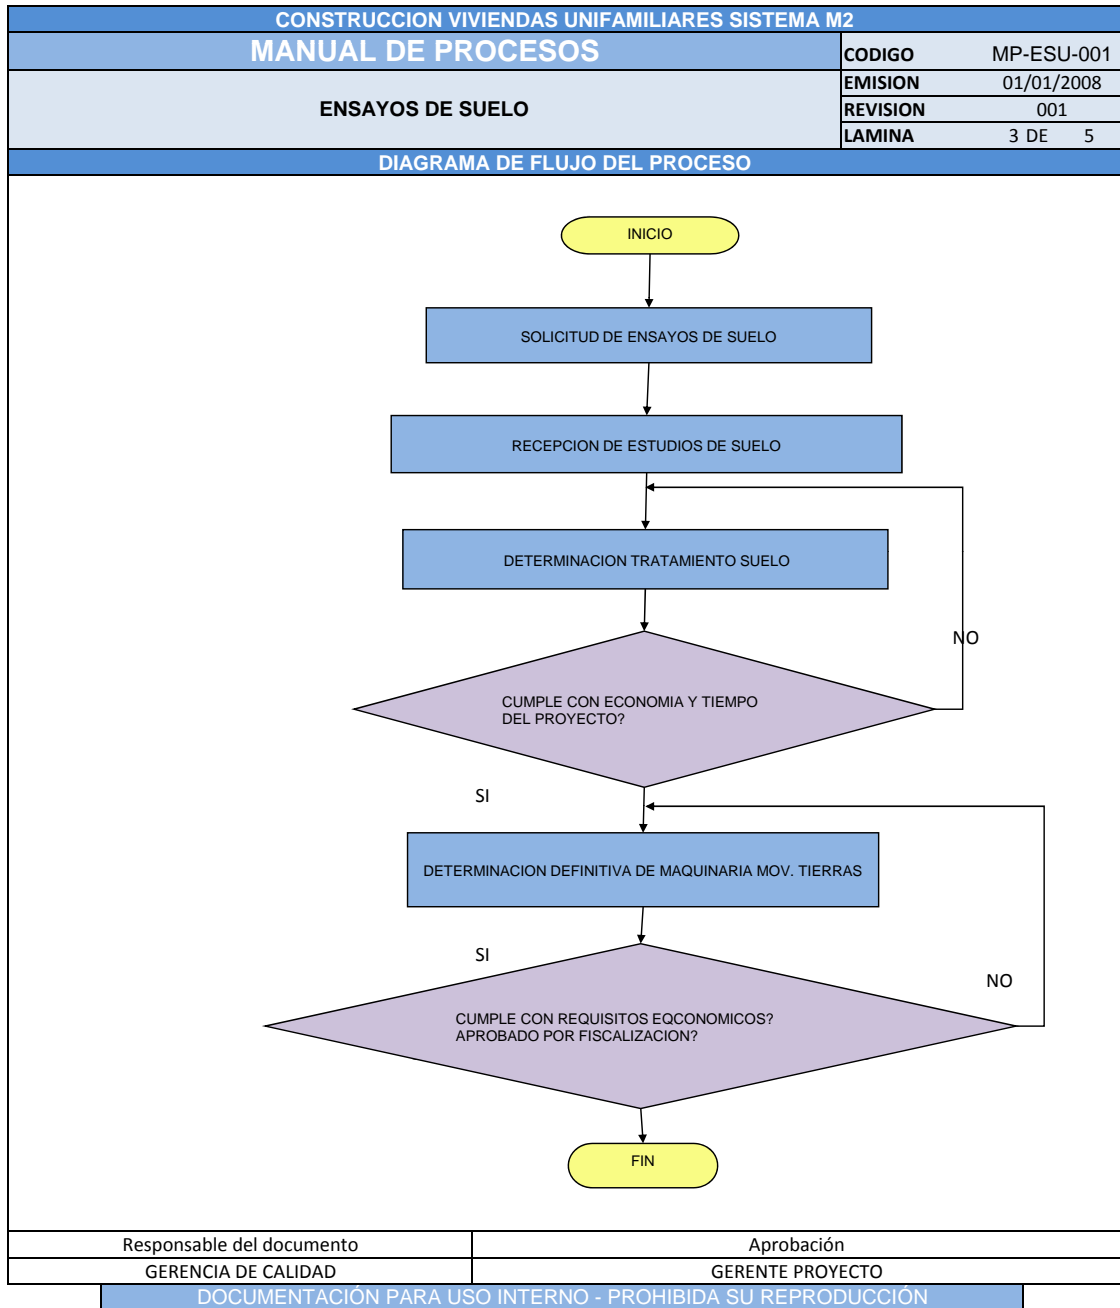 CONSTRUCCION VIVIENDAS UNIFAMILIARES SISTEMA M2
MANUAL DE PROCESOS
CODIGO MP-ESU-001
ENSAYOS DE SUELO
EMISION 01/01/2008
REVISION 001
LAMINA 3 DE 5
DIAGRAMA DE FLUJO DEL PROCESO
INICIO
SOLICITUD DE ENSAYOS DE SUELO
RECEPCION DE ESTUDIOS DE SUELO
DETERMINACION TRATAMIENTO SUELO
NO
CUMPLE CON ECONOMIA Y TIEMPO
DEL PROYECTO?
SI
DETERMINACION DEFINITIVA DE MAQUINARIA MOV. TIERRAS
SI
NO
CUMPLE CON REQUISITOS EQCONOMICOS?
APROBADO POR FISCALIZACION?
FIN
Responsable del documento Aprobación
GERENCIA DE CALIDAD GERENTE PROYECTO
DOCUMENTACIÓN PARA USO INTERNO - PROHIBIDA SU REPRODUCCIÓN